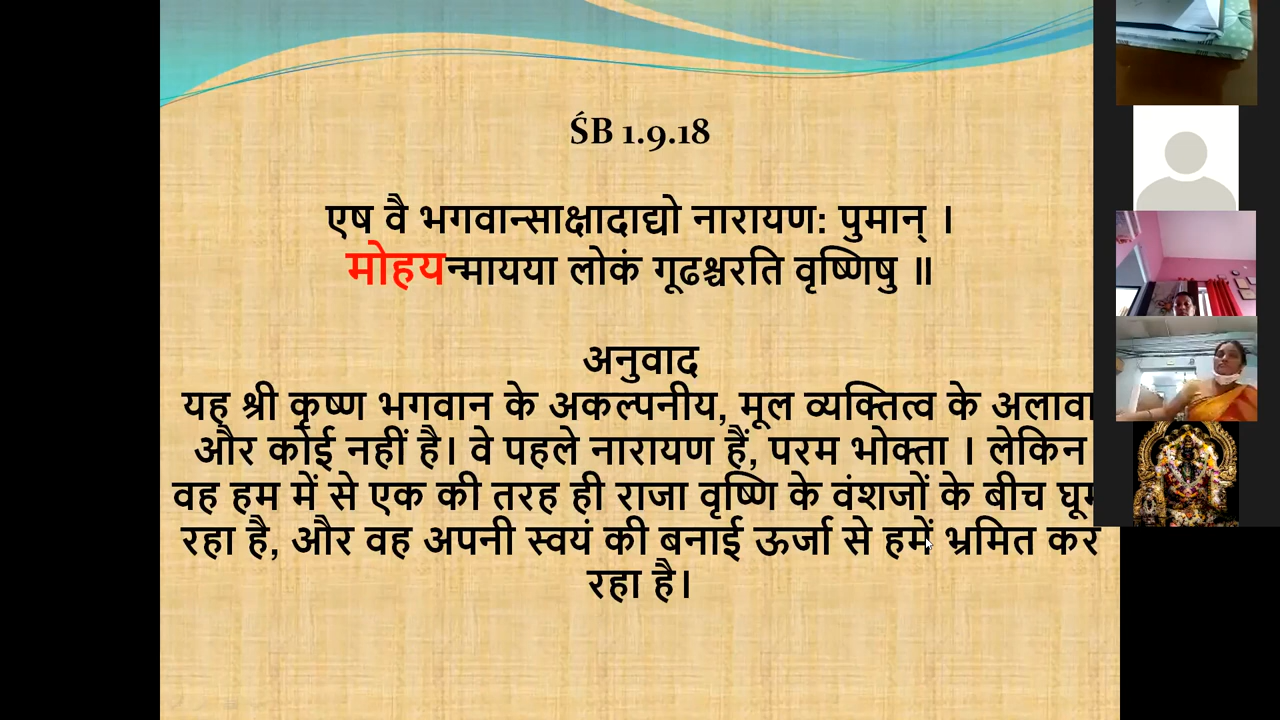 ŚB 1.9.18
एष वै भगवान्साक्षादाद्यो नारायण: पुमान् ।
मोहयन्मायया लोकं गूढश्चरति वृष्णिषु ॥
अनुवाद
यह श्री कृष्ण भगवान के अकल्पनीय, मूल व्यक्तित्व के अलावा
और कोई नहीं है। वे पहले नारायण हैं, परम भोक्ता । लेकिन
वह हम में से एक की तरह ही राजा वृष्णि के वंशजों के बीच घूम
रहा है, और वह अपनी स्वयं की बनाई ऊर्जा से हमें भ्रमित कर
रहा है।